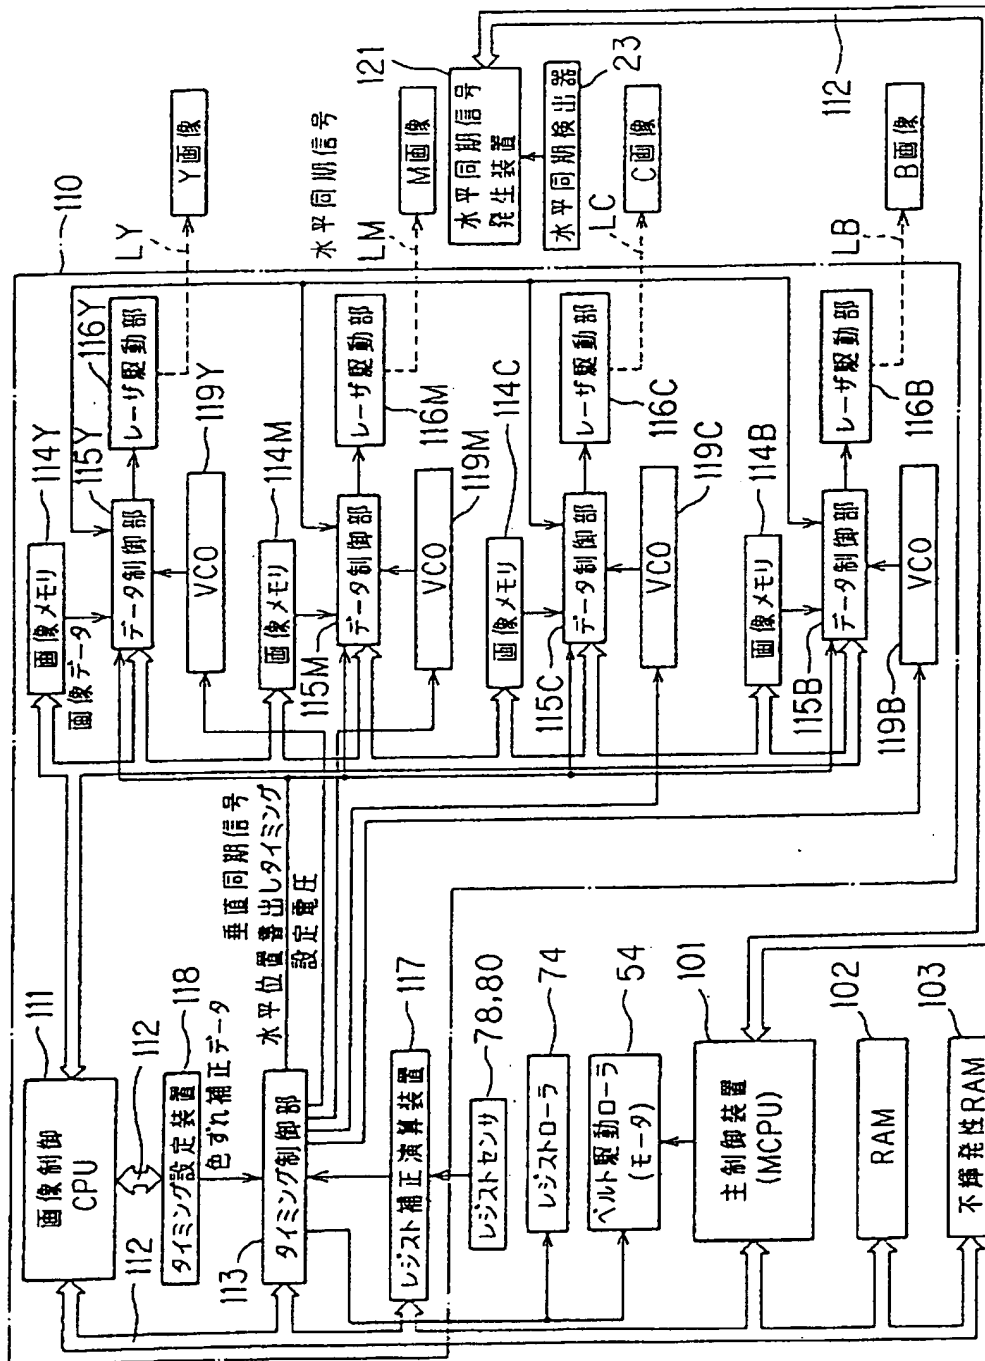 110
111
画像制御
CPU
112
112
118
タイミング設定装置
色ずれ補正データ
113
タイミング制御部
117
レジスト補正演算装置
78,80
レジストセンサ
74
レジストローラ
54
ベルト駆動ローラ
(モータ)
101
主制御装置
(MCPU)
102
RAM
103
不揮発性RAM
垂直同期信号
水平位置書出しタイミング
設定電圧
114Y
画像メモリ
画像データ
115Y
データ制御部
116Y
レーザ駆動部
119Y
VCO
LY
Y画像
114M
画像メモリ
115M
データ制御部
116M
レーザ駆動部
119M
VCO
水平同期信号
LM
M画像
121
水平同期信号
発生装置
23
水平同期検出器
114C
画像メモリ
115C
データ制御部
116C
レーザ駆動部
119C
VCO
LC
C画像
114B
画像メモリ
115B
データ制御部
116B
レーザ駆動部
119B
VCO
LB
B画像
112